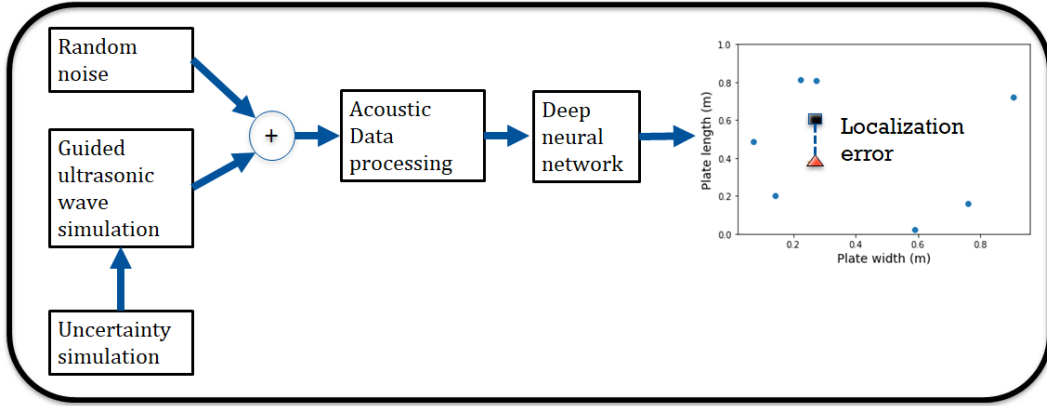 Random
noise
Guided
ultrasonic
wave
simulation
Uncertainty
simulation
+
Acoustic
Data
processing
Deep
neural
network
Plate length (m)
1.0
0.8
0.6
0.4
0.2
0.0
Localization
error
0.2 0.4 0.6 0.8
Plate width (m)